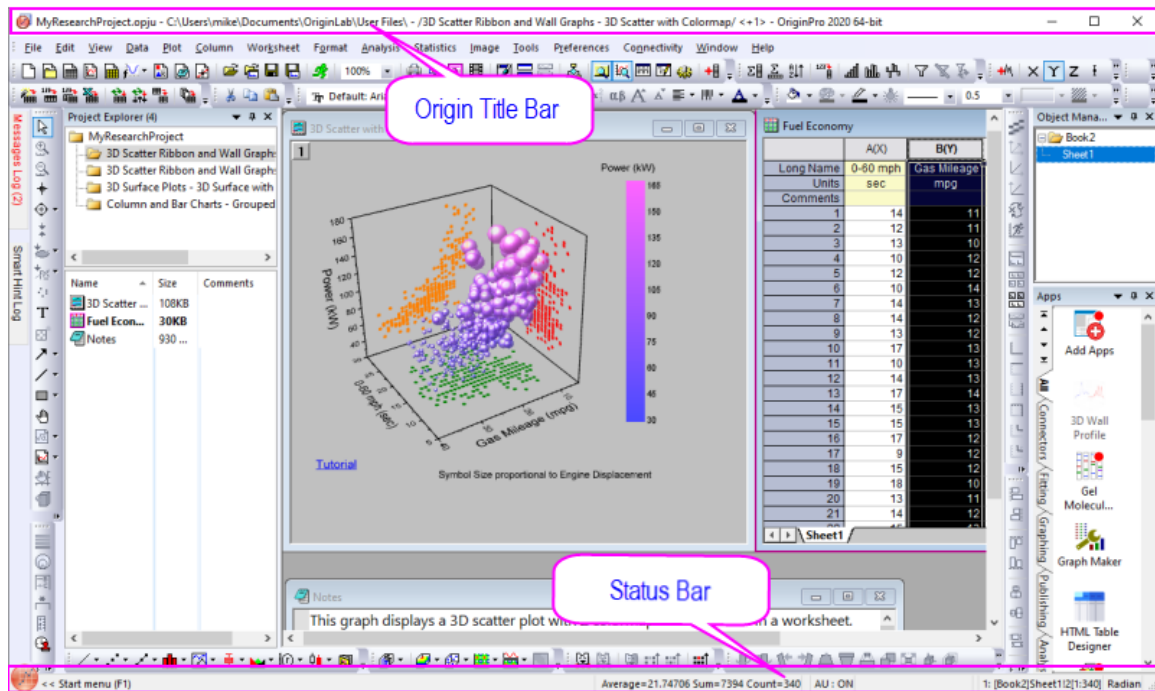 MyResearchProject.opju - C:\Users\mike\Documents\OriginLab\User Files\ - /3D Scatter Ribbon and Wall Graphs - 3D Scatter with Colormap/ <+1> - OriginPro 2020 64-bit
File Edit View Data Plot Column Worksheet Format Analysis Statistics Image Tools Preferences Connectivity Window Help
100%
X Y Z
Default: Ari
αβ A A
0.5
Origin Title Bar
Messages Log (2)
Smart Hint Log
Project Explorer (4)
MyResearchProject
3D Scatter Ribbon and Wall Graph
3D Scatter Ribbon and Wall Graph
3D Surface Plots - 3D Surface with
Column and Bar Charts - Grouped
Name Size Comments
3D Scatter ... 108KB
Fuel Econ... 30KB
Notes 930 ...
3D Scatter with
1
Power (kW)
165
150
135
120
105
90
75
60
45
30
180
160
140
120
100
80
60
40
Power (kW)
0-60 mph (sec)
Gas Mileage (mpg)
Tutorial
Symbol Size proportional to Engine Displacement
Fuel Economy
A(X) B(Y)
Long Name 0-60 mph Gas Mileage
Units sec mpg
Comments
1 14 11
2 12 11
3 13 10
4 10 12
5 12 12
6 10 14
7 14 13
8 14 12
9 13 12
10 17 13
11 10 13
12 14 13
13 17 14
14 15 13
15 15 13
16 17 12
17 9 12
18 15 12
19 18 10
20 13 11
21 14 12
Sheet1
Object Mana...
Book2
Sheet1
Apps
Add Apps
3D Wall
Profile
Gel
Molecul...
Graph Maker
HTML Table
Designer
All
Connectors
Fitting
Graphing
Publishing
Analys
Notes
This graph displays a 3D scatter plot with
in a worksheet.
Status Bar
<< Start menu (F1)
Average=21.74706 Sum=7394 Count=340 AU : ON
1: [Book2]Sheet1!2[1:340] Radian